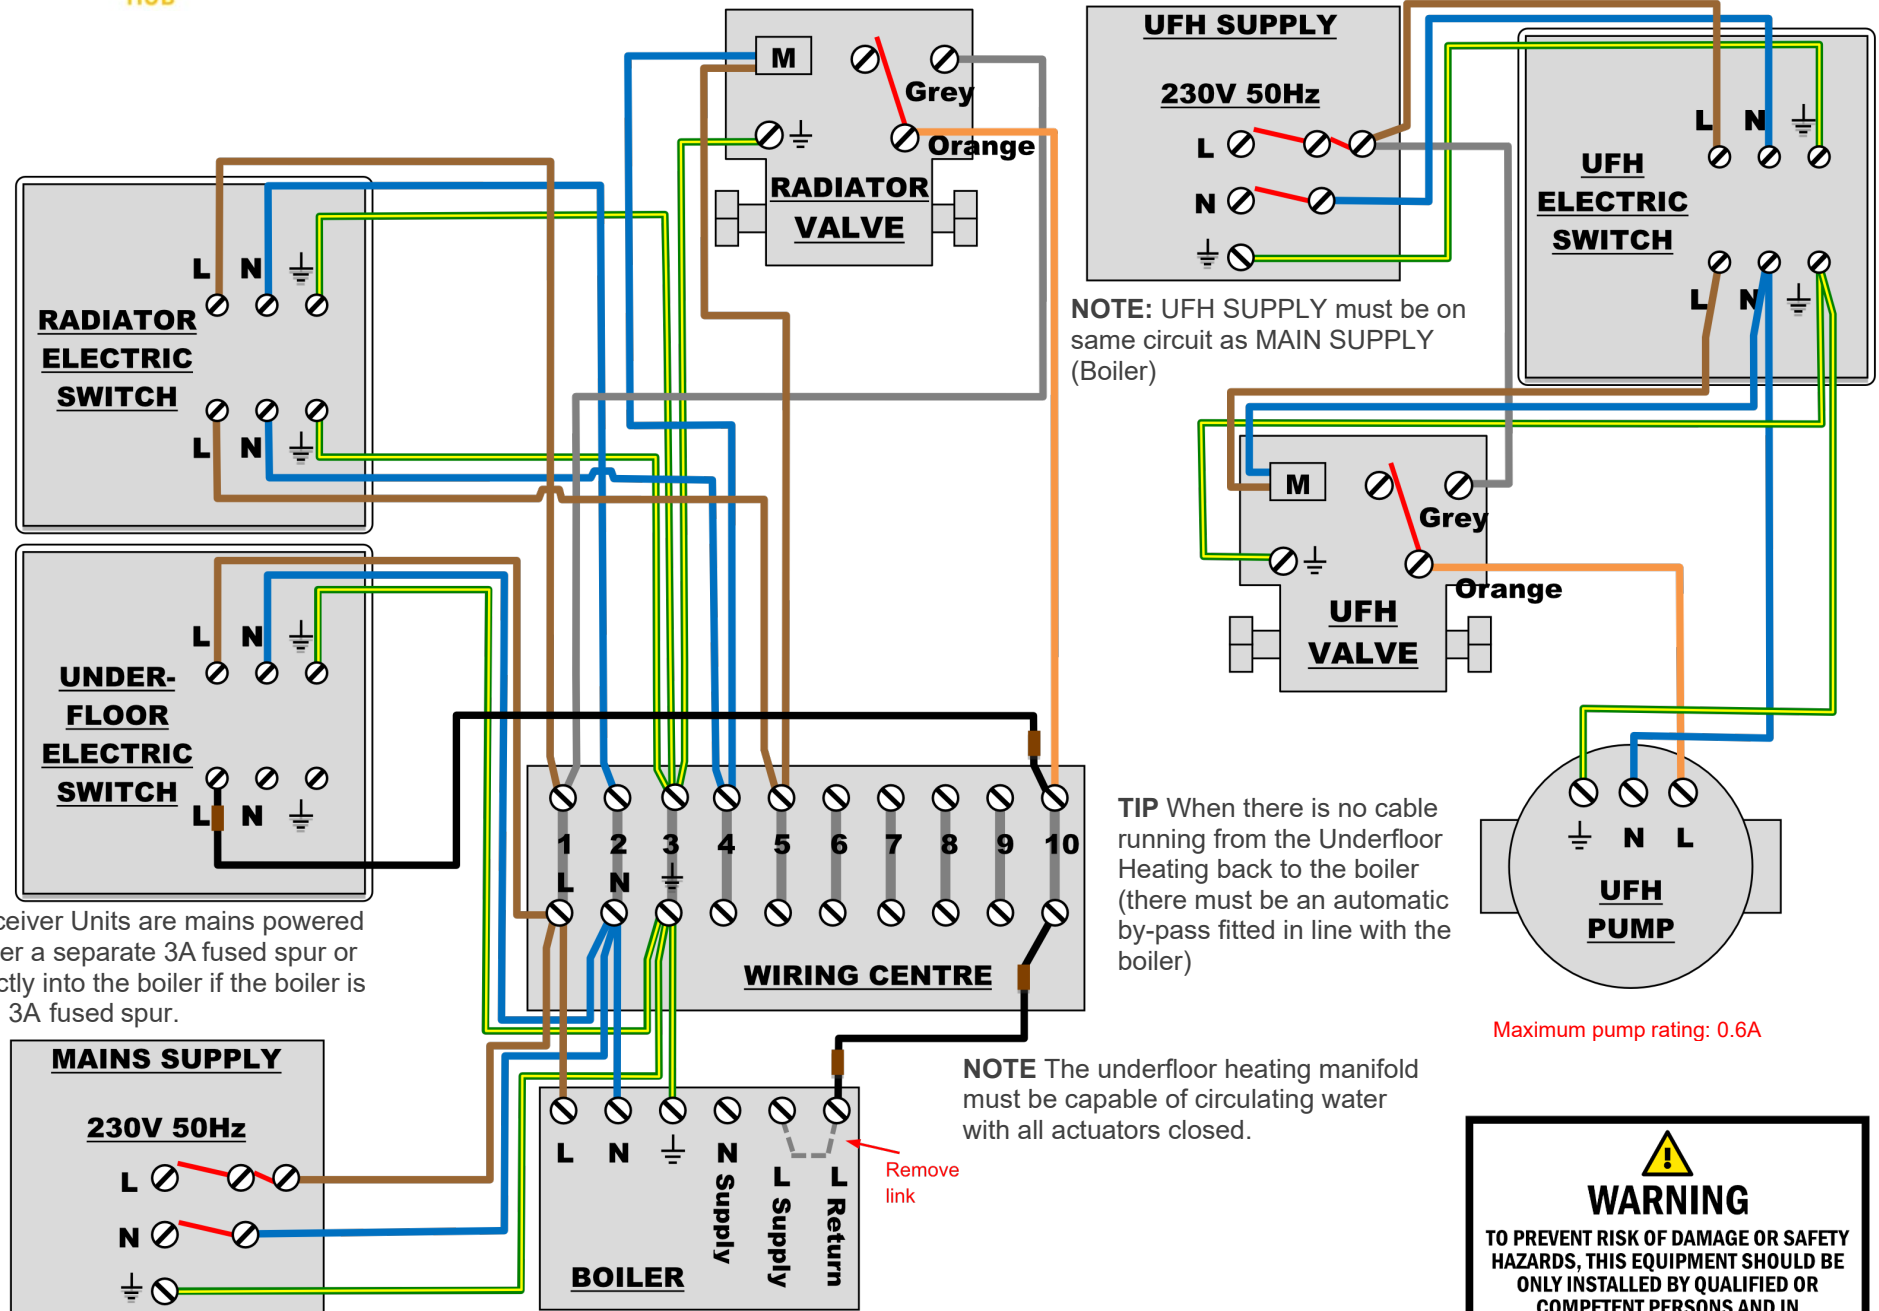 HUB
M
Grey
Orange
RADIATOR
VALVE
UFH SUPPLY
230V 50Hz
L
N
NOTE: UFH SUPPLY must be on
same circuit as MAIN SUPPLY
(Boiler)
L N
UFH
ELECTRIC
SWITCH
L N
L N
RADIATOR
ELECTRIC
SWITCH
L N
M
Grey
Orange
UFH
VALVE
L N
UNDER-
FLOOR
ELECTRIC
SWITCH
L N
1 2 3 4 5 6 7 8 9 10
L N
WIRING CENTRE
TIP When there is no cable
running from the Underfloor
Heating back to the boiler
(there must be an automatic
by-pass fitted in line with the
boiler)
N L
UFH
PUMP
Maximum pump rating: 0.6A
ceiver Units are mains powered
er a separate 3A fused spur or
ctly into the boiler if the boiler is
3A fused spur.
MAINS SUPPLY
230V 50Hz
L
N
NOTE The underfloor heating manifold
must be capable of circulating water
with all actuators closed.
L N N Supply L Supply L Return
Remove
link
BOILER
WARNING
TO PREVENT RISK OF DAMAGE OR SAFETY
HAZARDS, THIS EQUIPMENT SHOULD BE
ONLY INSTALLED BY QUALIFIED OR
COMPETENT PERSONS AND IN